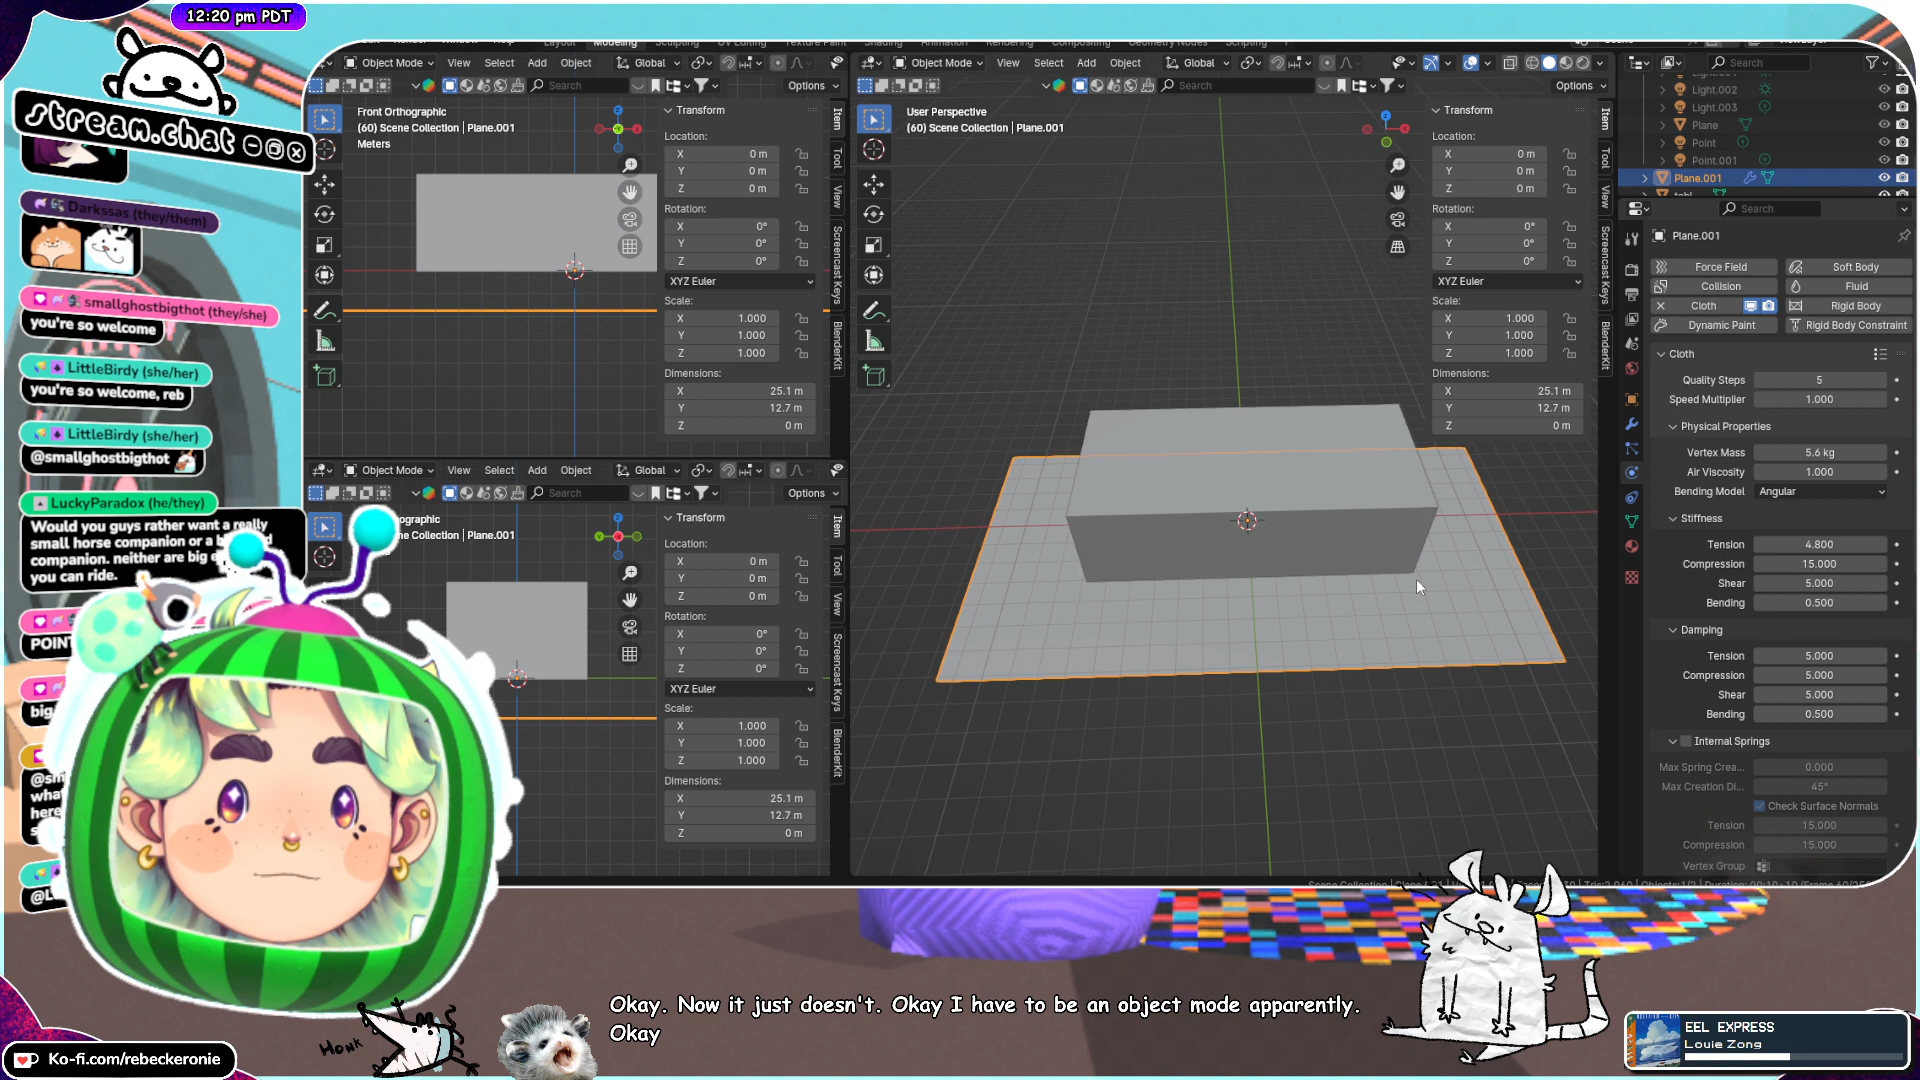 12:20 pm PDT
stream.chat
Darkssas (they/them)
smallghostbigthot (they/she)
you're so welcome
LittleBirdy (she/her)
you're so welcome, reb
LittleBirdy (she/her)
@smallghostbigthot
LuckyParadox (he/they)
Would you guys rather want a really
small horse companion or a b
companion. neither are big e
you can ride.
Object Mode View Select Add Object Global
Search Options
Front Orthographic
(60) Scene Collection | Plane.001
Meters
Transform
Location:
X 0 m
Y 0 m
Z 0 m
Rotation:
X 0°
Y 0°
Z 0°
XYZ Euler
Scale:
X 1.000
Y 1.000
Z 1.000
Dimensions:
X 25.1 m
Y 12.7 m
Z 0 m
Item
Tool
View
Screencast Keys
BlenderKit
Object Mode View Select Add Object Global
Search Options
ographic
ne Collection | Plane.001
Transform
Location:
X 0 m
Y 0 m
Z 0 m
Rotation:
X 0°
Y 0°
Z 0°
XYZ Euler
Scale:
X 1.000
Y 1.000
Z 1.000
Dimensions:
X 25.1 m
Y 12.7 m
Z 0 m
Item
Tool
View
Screencast Keys
BlenderKit
Object Mode View Select Add Object Global
Search Options
User Perspective
(60) Scene Collection | Plane.001
Transform
Location:
X 0 m
Y 0 m
Z 0 m
Rotation:
X 0°
Y 0°
Z 0°
XYZ Euler
Scale:
X 1.000
Y 1.000
Z 1.000
Dimensions:
X 25.1 m
Y 12.7 m
Z 0 m
Item
Tool
View
Screencast Keys
BlenderKit
Search
Light.002
Light.003
Plane
Point
Point.001
Plane.001
Search
Plane.001
Force Field Soft Body
Collision Fluid
Cloth Rigid Body
Dynamic Paint Rigid Body Constraint
Cloth
Quality Steps 5
Speed Multiplier 1.000
Physical Properties
Vertex Mass 5.6 kg
Air Viscosity 1.000
Bending Model Angular
Stiffness
Tension 4.800
Compression 15.000
Shear 5.000
Bending 0.500
Damping
Tension 5.000
Compression 5.000
Shear 5.000
Bending 0.500
Internal Springs
Max Spring Crea... 0.000
Max Creation Di... 45°
Check Surface Normals
Tension 15.000
Compression 15.000
Vertex Group
Okay. Now it just doesn't. Okay I have to be an object mode apparently.
Okay
HONK
Ko-fi.com/rebeckeronie
EEL EXPRESS
Louie Zong